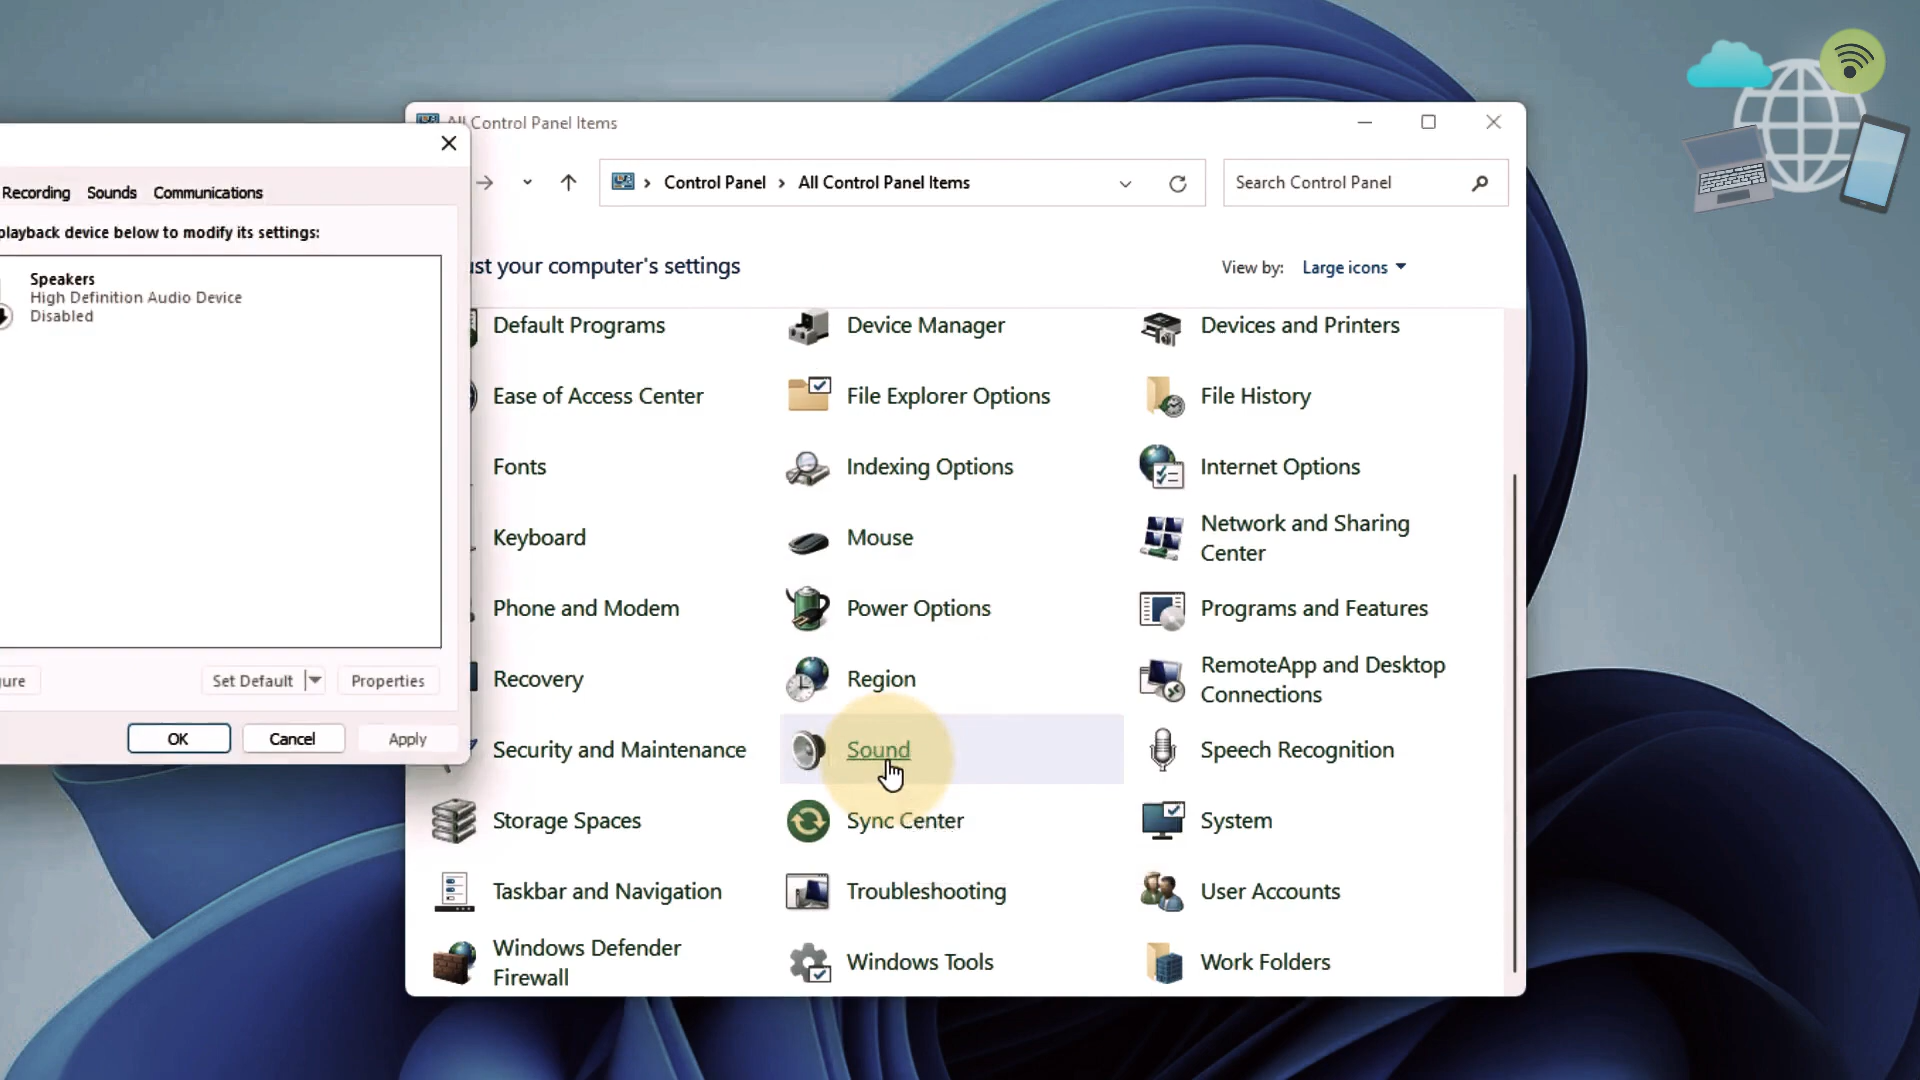 All Control Panel Items
Control Panel > All Control Panel Items
Search Control Panel
ust your computer's settings
View by: Large icons
Recording Sounds Communications
playback device below to modify its settings:
Speakers
High Definition Audio Device
Disabled
ure
Set Default
Properties
OK
Cancel
Apply
Default Programs
Device Manager
Devices and Printers
Ease of Access Center
File Explorer Options
File History
Fonts
Indexing Options
Internet Options
Keyboard
Mouse
Network and Sharing
Center
Phone and Modem
Power Options
Programs and Features
Recovery
Region
RemoteApp and Desktop
Connections
Security and Maintenance
Sound
Speech Recognition
Storage Spaces
Sync Center
System
Taskbar and Navigation
Troubleshooting
User Accounts
Windows Defender
Firewall
Windows Tools
Work Folders